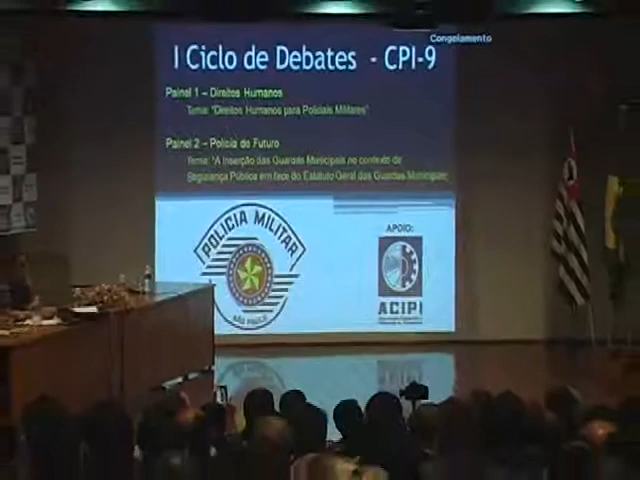 Congelamento
I Ciclo de Debates - CPI-9
Painel 1 – Direitos Humanos
Tema: "Direitos Humanos para Policiais Militares"
Painel 2 – Polícia do Futuro
Tema: "A Inserção das Guardas Municipais no contexto da
Segurança Pública em face do Estatuto Geral das Guardas Municipais"
APOIO:
POLÍCIA MILITAR
SÃO PAULO
ACIPI